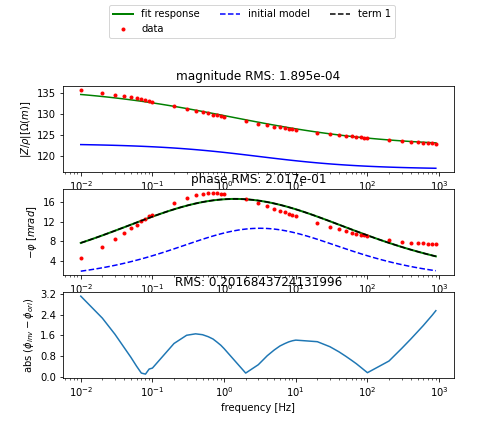 fit response
initial model
term 1
data
magnitude RMS: 1.895e-04
|Z/ρ| [Ω(m)]
135
130
125
120
10⁻² 10⁻¹ 10⁰ 10¹ 10² 10³
phase RMS: 2.017e-01
−φ [mrad]
16
12
8
4
10⁻² 10⁻¹ 10⁰ 10¹ 10² 10³
RMS: 0.2016843724131996
abs (ϕinv − ϕori)
3.2
2.4
1.6
0.8
0.0
10⁻² 10⁻¹ 10⁰ 10¹ 10² 10³
frequency [Hz]